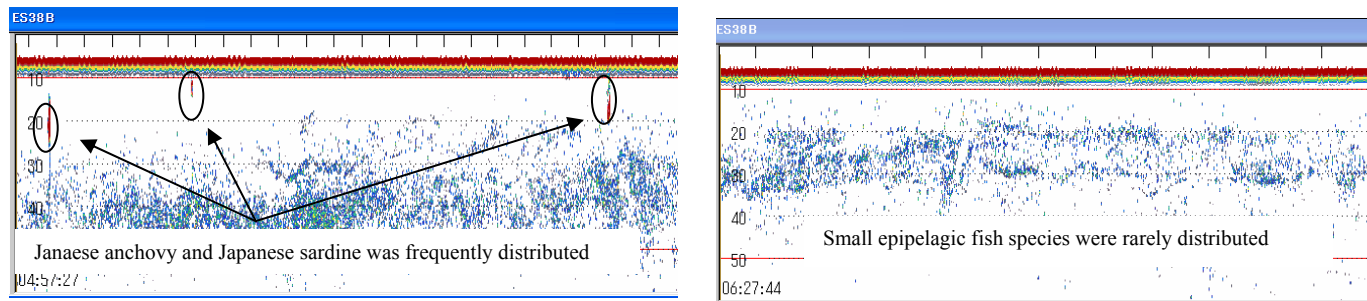 ES38B
10
20
30
40
Janaese anchovy and Japanese sardine was frequently distributed
04:57:27
ES38B
10
20
30
40
Small epipelagic fish species were rarely distributed
50
06:27:44